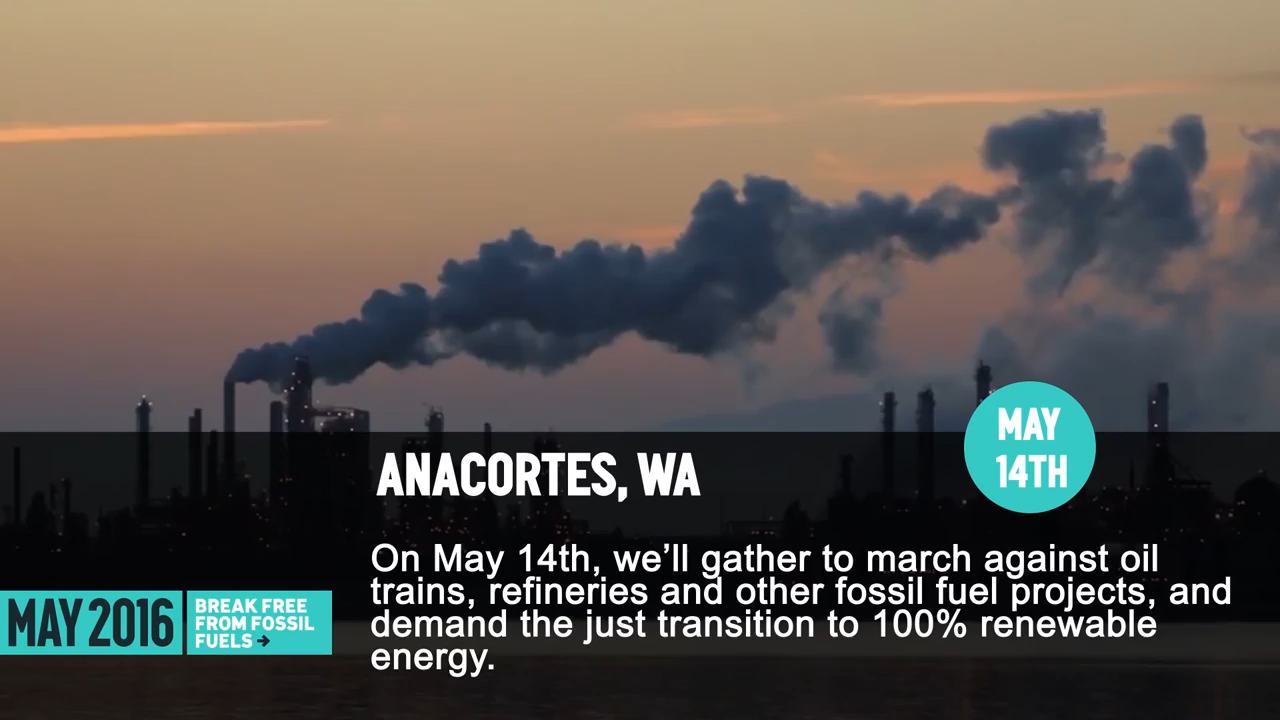 ANACORTES, WA
MAY
14TH
On May 14th, we’ll gather to march against oil
trains, refineries and other fossil fuel projects, and
demand the just transition to 100% renewable
energy.
MAY 2016
BREAK FREE
FROM FOSSIL
FUELS →